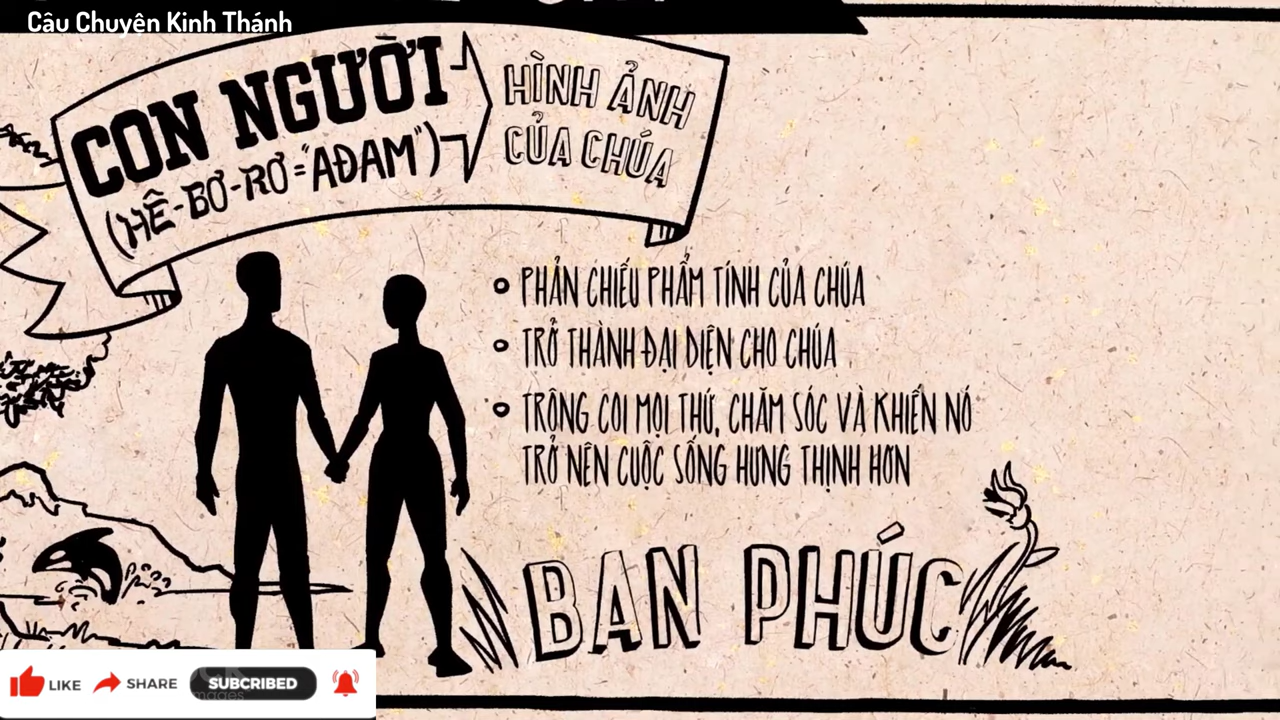 Câu Chuyện Kinh Thánh
CON NGƯỜI
(HÊ-BƠ-RƠ="AĐAM")
HÌNH ẢNH
CỦA CHÚA
PHẢN CHIẾU PHẨM TÍNH CỦA CHÚA
TRỞ THÀNH ĐẠI DIỆN CHO CHÚA
TRÔNG COI MỌI THỨ, CHĂM SÓC VÀ KHIẾN NÓ
TRỞ NÊN CUỘC SỐNG HƯNG THỊNH HƠN
BAN PHÚC
LIKE SHARE SUBCRIBED